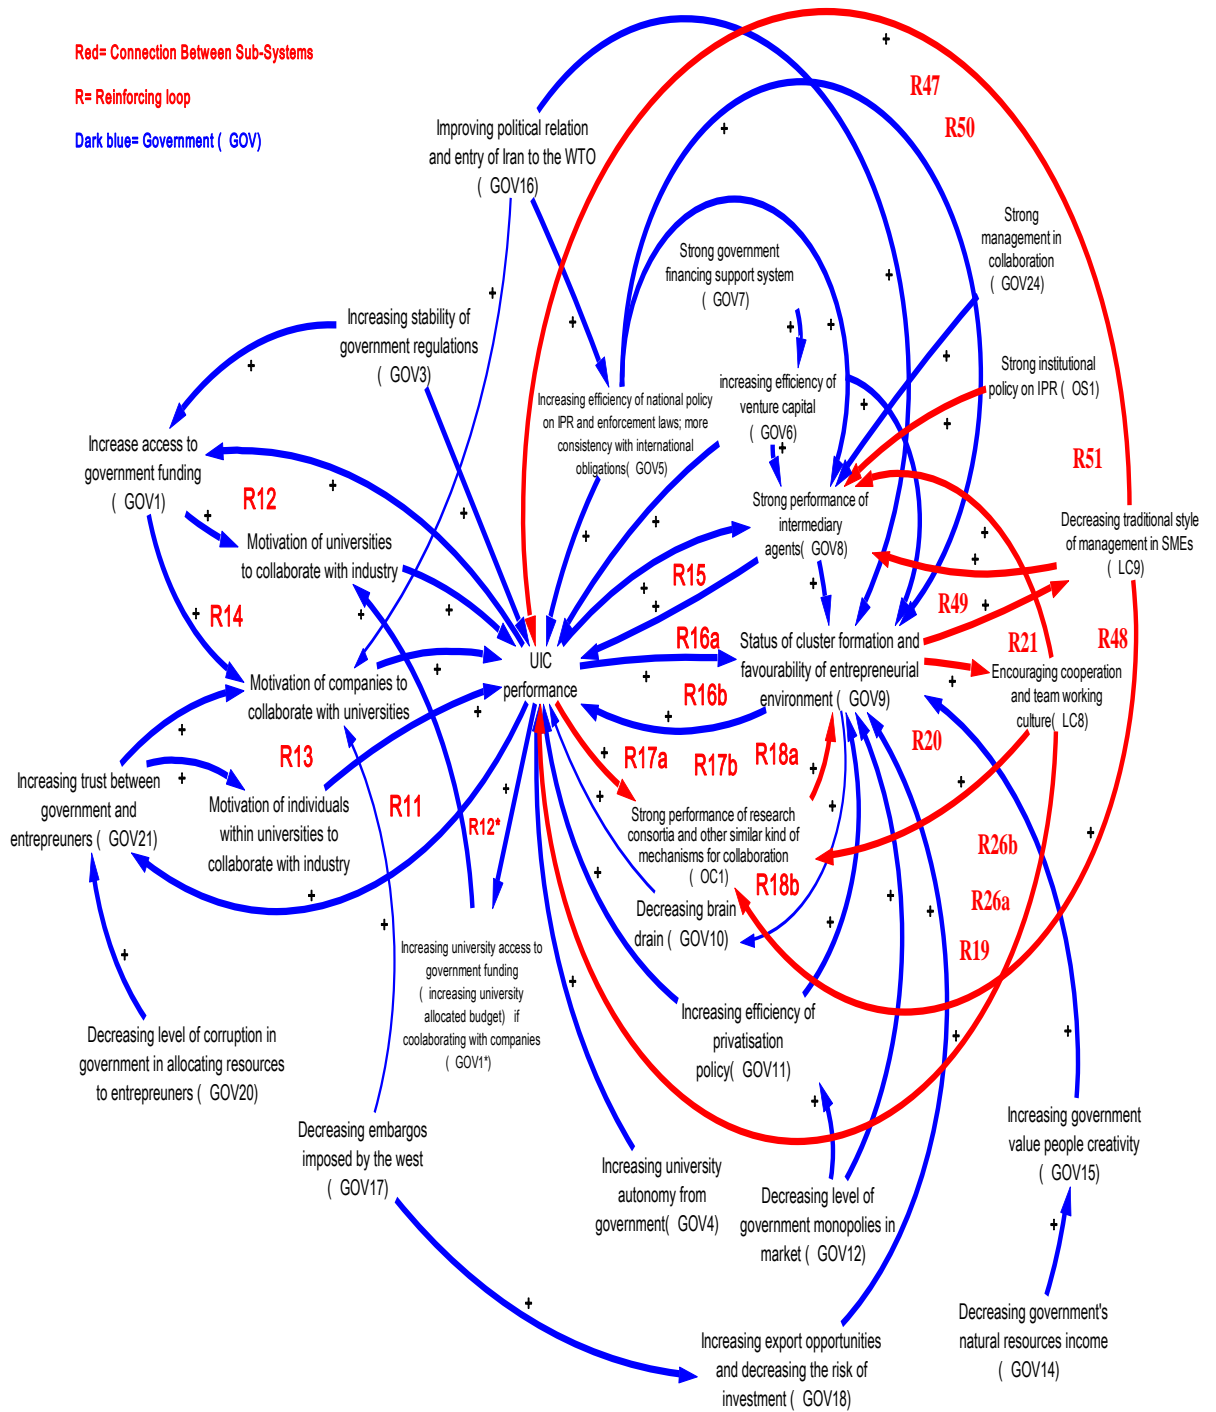 Red= Connection Between Sub-Systems
R= Reinforcing loop
Dark blue= Government ( GOV)
Improving political relation
and entry of Iran to the WTO
( GOV16)
R47
R50
Strong
management in
collaboration
( GOV24)
Strong government
financing support system
( GOV7)
Increasing stability of
government regulations
( GOV3)
Strong institutional
policy on IPR ( OS1)
Increasing efficiency of national policy
on IPR and enforcement laws; more
consistency with international
obligations( GOV5)
increasing efficiency of
venture capital
( GOV6)
Increase access to
government funding
( GOV1)
R51
R12
Strong performance of
intermediary
agents( GOV8)
Decreasing traditional style
of management in SMEs
( LC9)
Motivation of universities
to collaborate with industry
R15
R14
R49
R16a
R21
R48
Status of cluster formation and
favourability of entrepreneurial
environment ( GOV9)
UIC
performance
Motivation of companies to
collaborate with universities
Encouraging cooperation
and team working
culture( LC8)
R16b
R13
R17a
R17b
R18a
R20
Increasing trust between
government and
entrepreuners ( GOV21)
Motivation of individuals
within universities to
collaborate with industry
R11
R12*
Strong performance of research
consortia and other similar kind of
mechanisms for collaboration
( OC1)
R18b
R26b
R26a
R19
Decreasing brain
drain ( GOV10)
Increasing university access to
government funding
( increasing university
allocated budget) if
coolaborating with companies
( GOV1*)
Increasing efficiency of
privatisation
policy( GOV11)
Decreasing level of corruption in
government in allocating resources
to entrepreuners ( GOV20)
Decreasing embargos
imposed by the west
( GOV17)
Increasing government
value people creativity
( GOV15)
Increasing university
autonomy from
government( GOV4)
Decreasing level of
government monopolies in
market ( GOV12)
Increasing export opportunities
and decreasing the risk of
investment ( GOV18)
Decreasing government's
natural resources income
( GOV14)